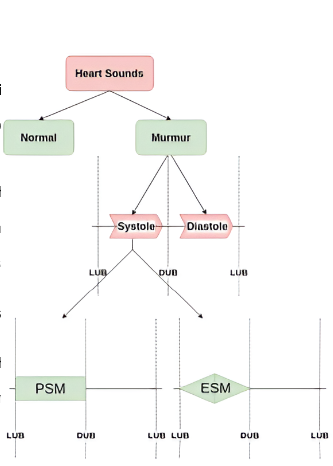 Heart Sounds
Normal
Murmur
Systole
Diastole
LUB
DUB
LUB
PSM
ESM
LUB
DUB
LUB
LUB
DUB
LUB